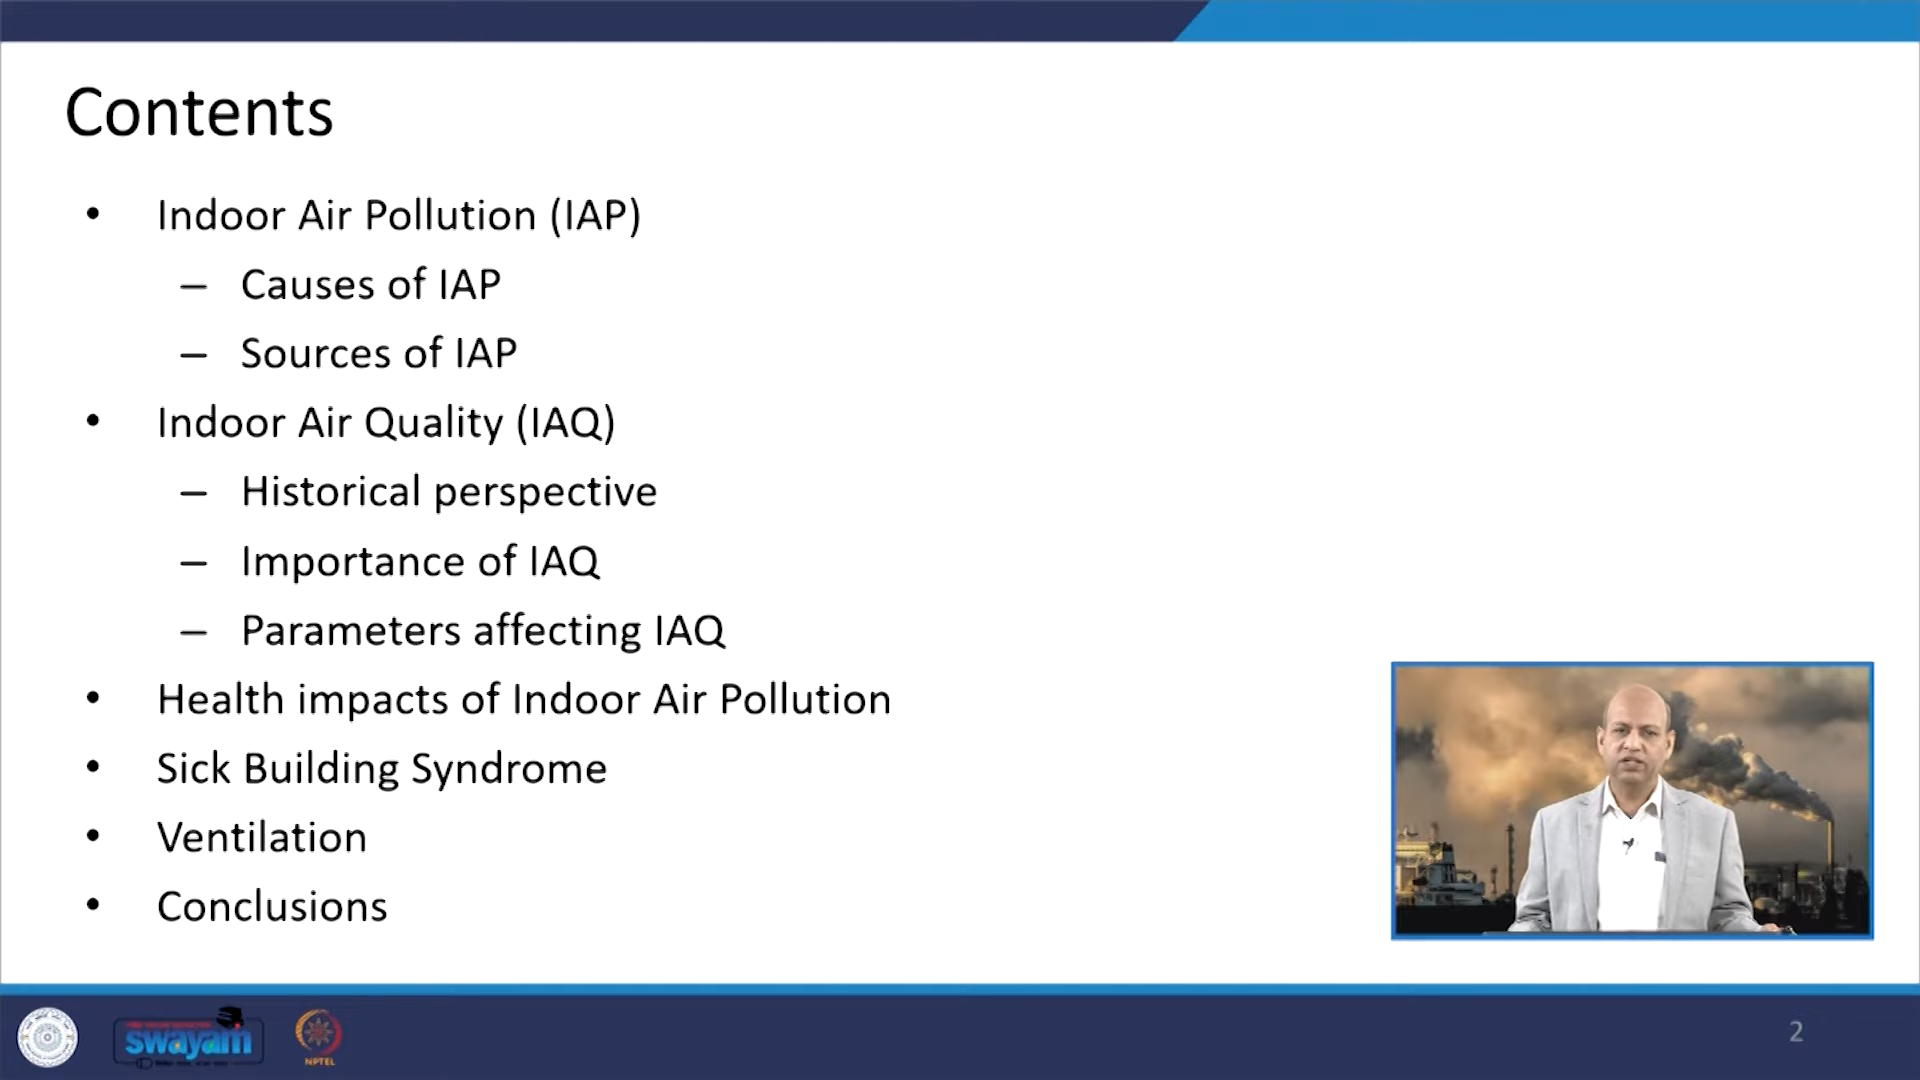 Contents
• Indoor Air Pollution (IAP)
– Causes of IAP
– Sources of IAP
• Indoor Air Quality (IAQ)
– Historical perspective
– Importance of IAQ
– Parameters affecting IAQ
• Health impacts of Indoor Air Pollution
• Sick Building Syndrome
• Ventilation
• Conclusions
swayam
NPTEL
2